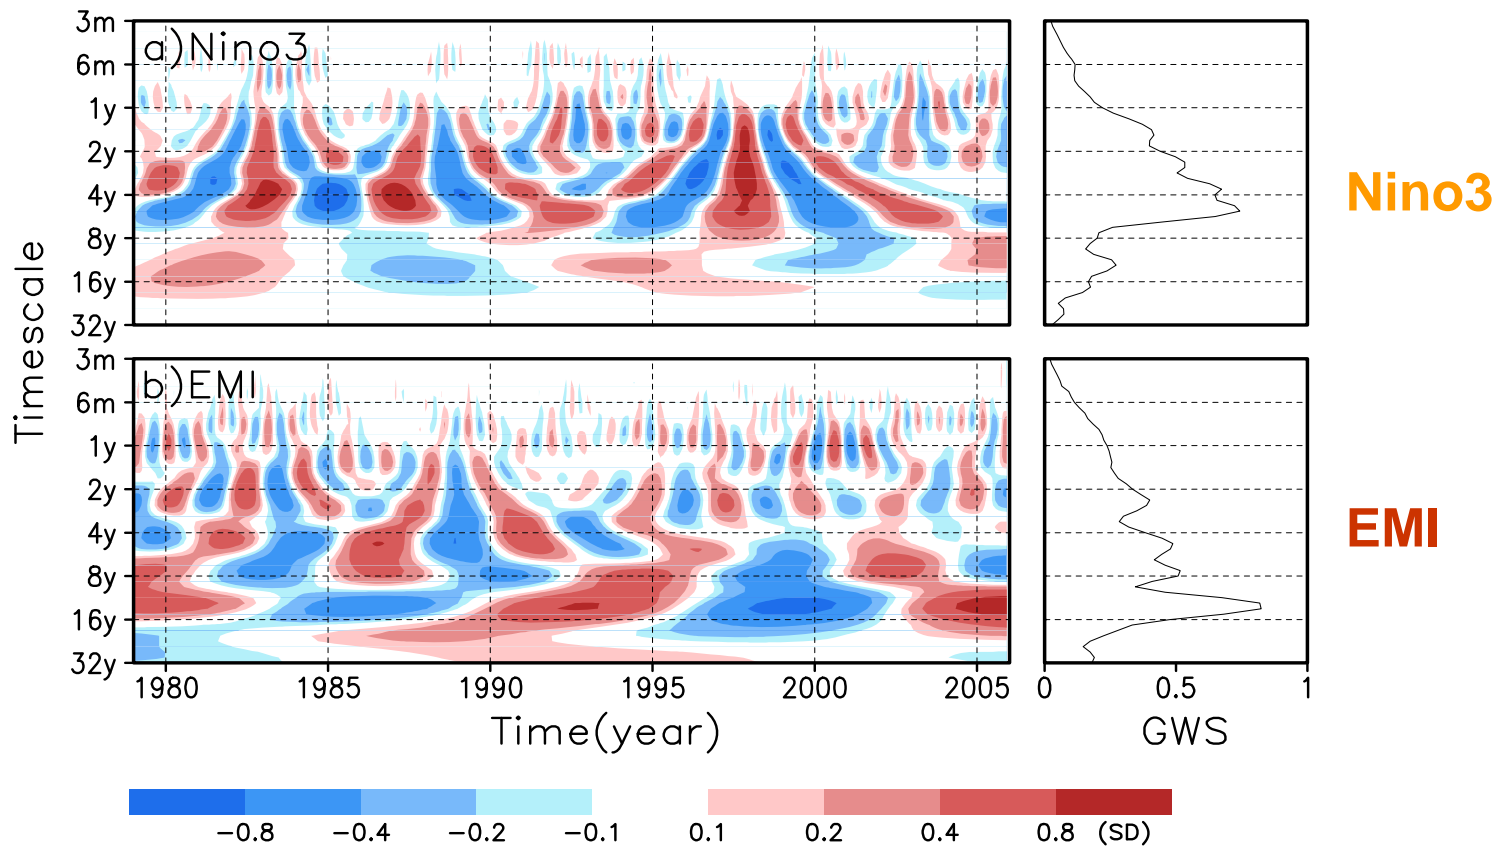 a)Nino3
3m
6m
1y
2y
4y
8y
16y
32y
Nino3
Timescale
b)EMI
3m
6m
1y
2y
4y
8y
16y
32y
EMI
1980 1985 1990 1995 2000 2005
0 0.5 1
Time(year)
GWS
−0.8 −0.4 −0.2 −0.1 0.1 0.2 0.4 0.8 (SD)